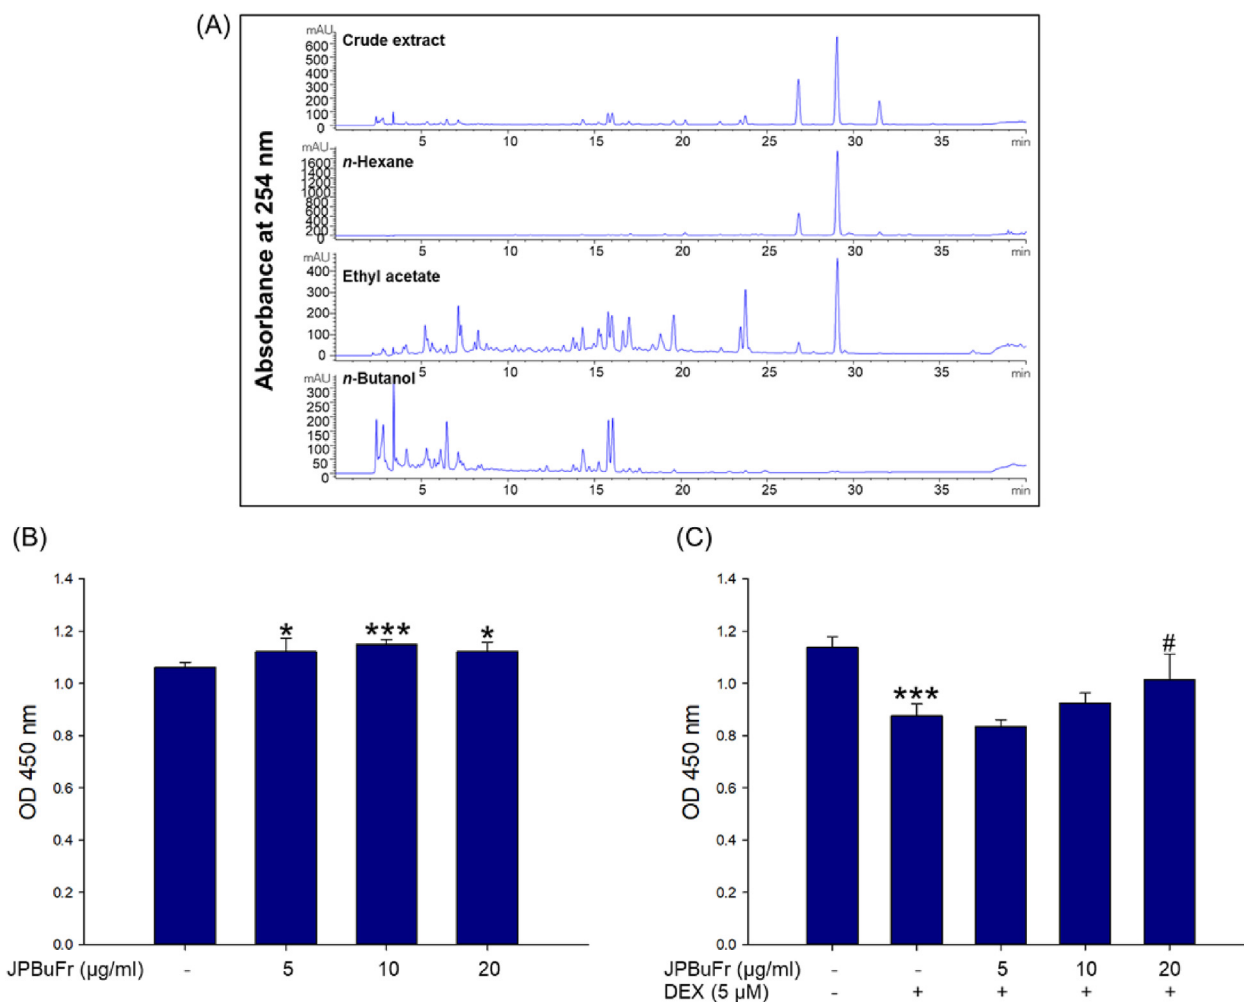 (A)
Absorbance at 254 nm
mAU
Crude extract
600
500
400
300
200
100
0
5 10 15 20 25 30 35 min
mAU
n-Hexane
1600
1400
1200
1000
800
600
400
200
0
5 10 15 20 25 30 35 min
mAU
Ethyl acetate
400
300
200
100
0
5 10 15 20 25 30 35 min
mAU
n-Butanol
300
250
200
150
100
50
0
5 10 15 20 25 30 35 min
(B)
OD 450 nm
1.4
1.2
1.0
0.8
0.6
0.4
0.2
0.0
* *** *
JPBuFr (µg/ml) - 5 10 20
(C)
OD 450 nm
1.4
1.2
1.0
0.8
0.6
0.4
0.2
0.0
*** #
JPBuFr (µg/ml) - - 5 10 20
DEX (5 µM) - + + + +